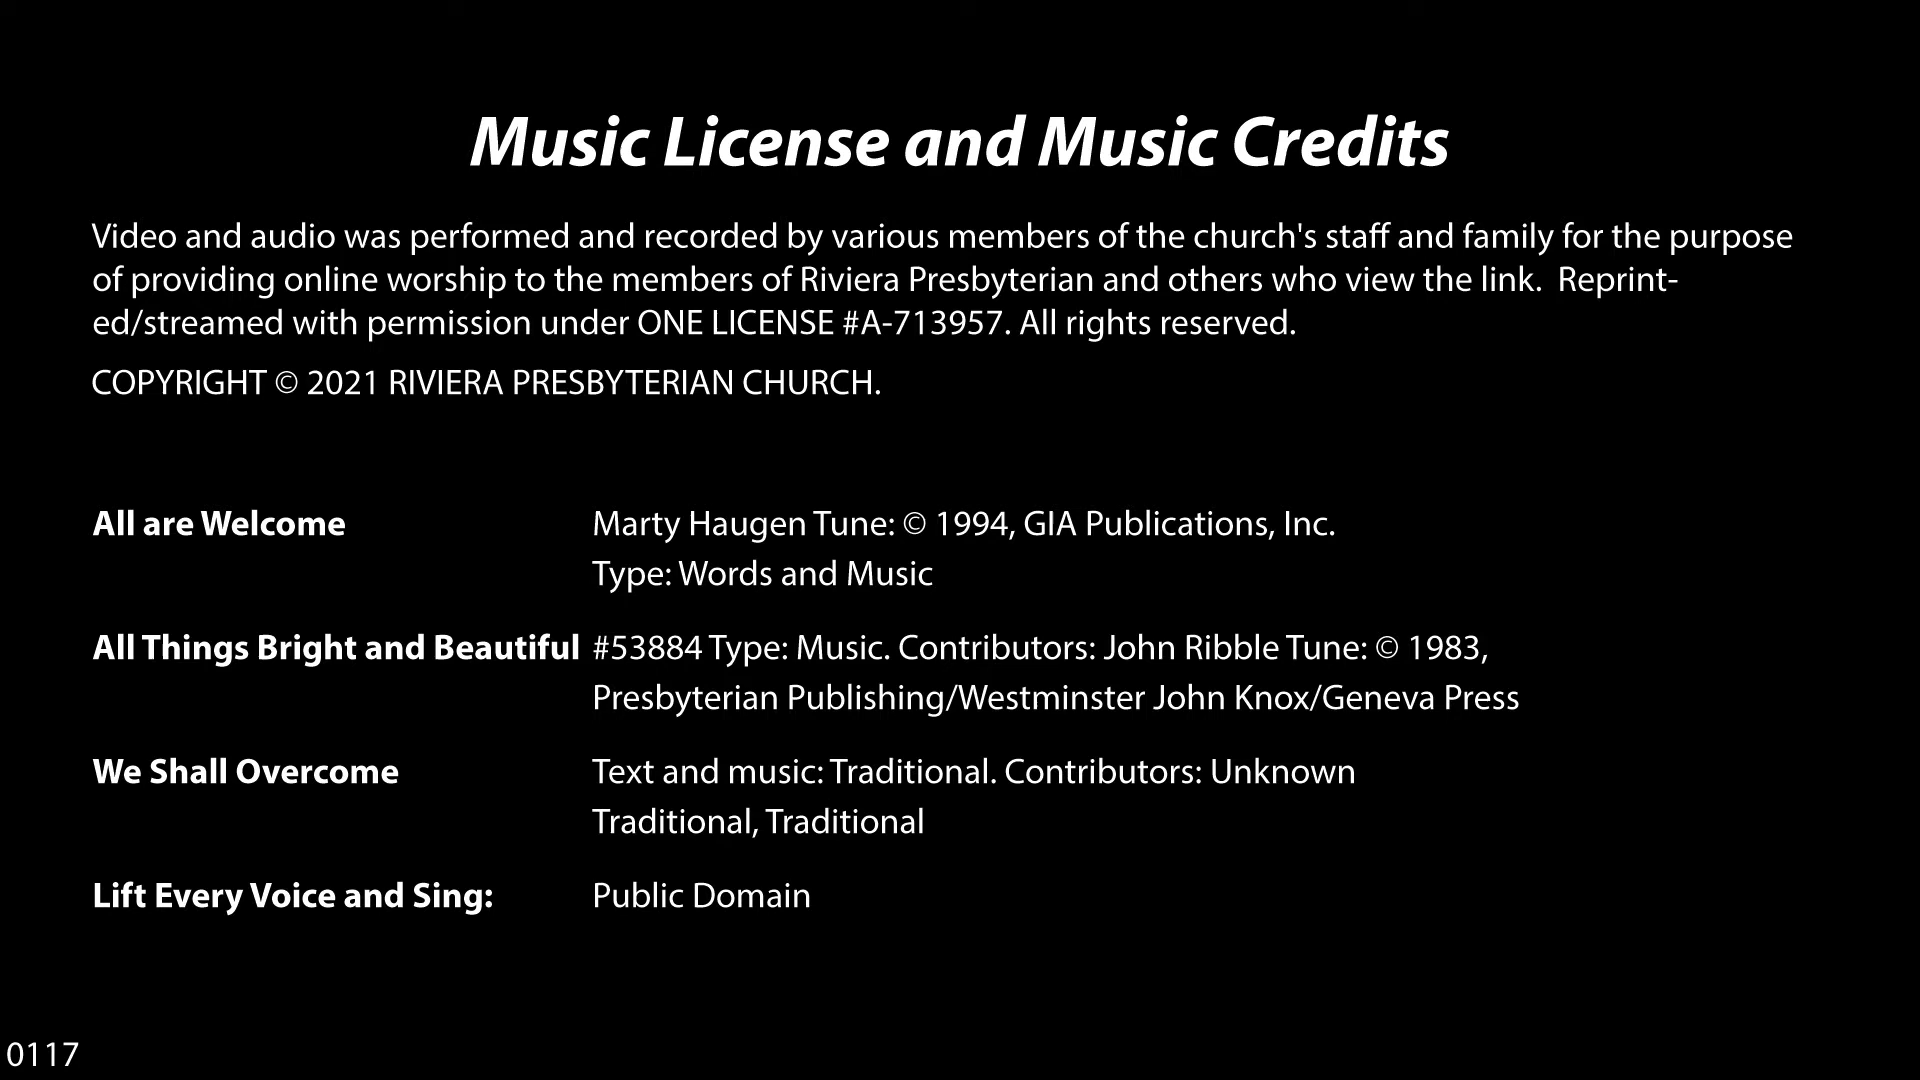 Music License and Music Credits
Video and audio was performed and recorded by various members of the church's staff and family for the purpose
of providing online worship to the members of Riviera Presbyterian and others who view the link.  Reprint-
ed/streamed with permission under ONE LICENSE #A-713957. All rights reserved.
COPYRIGHT © 2021 RIVIERA PRESBYTERIAN CHURCH.
All are Welcome Marty Haugen Tune: © 1994, GIA Publications, Inc.
Type: Words and Music
All Things Bright and Beautiful #53884 Type: Music. Contributors: John Ribble Tune: © 1983,
Presbyterian Publishing/Westminster John Knox/Geneva Press
We Shall Overcome Text and music: Traditional. Contributors: Unknown
Traditional, Traditional
Lift Every Voice and Sing: Public Domain
0117